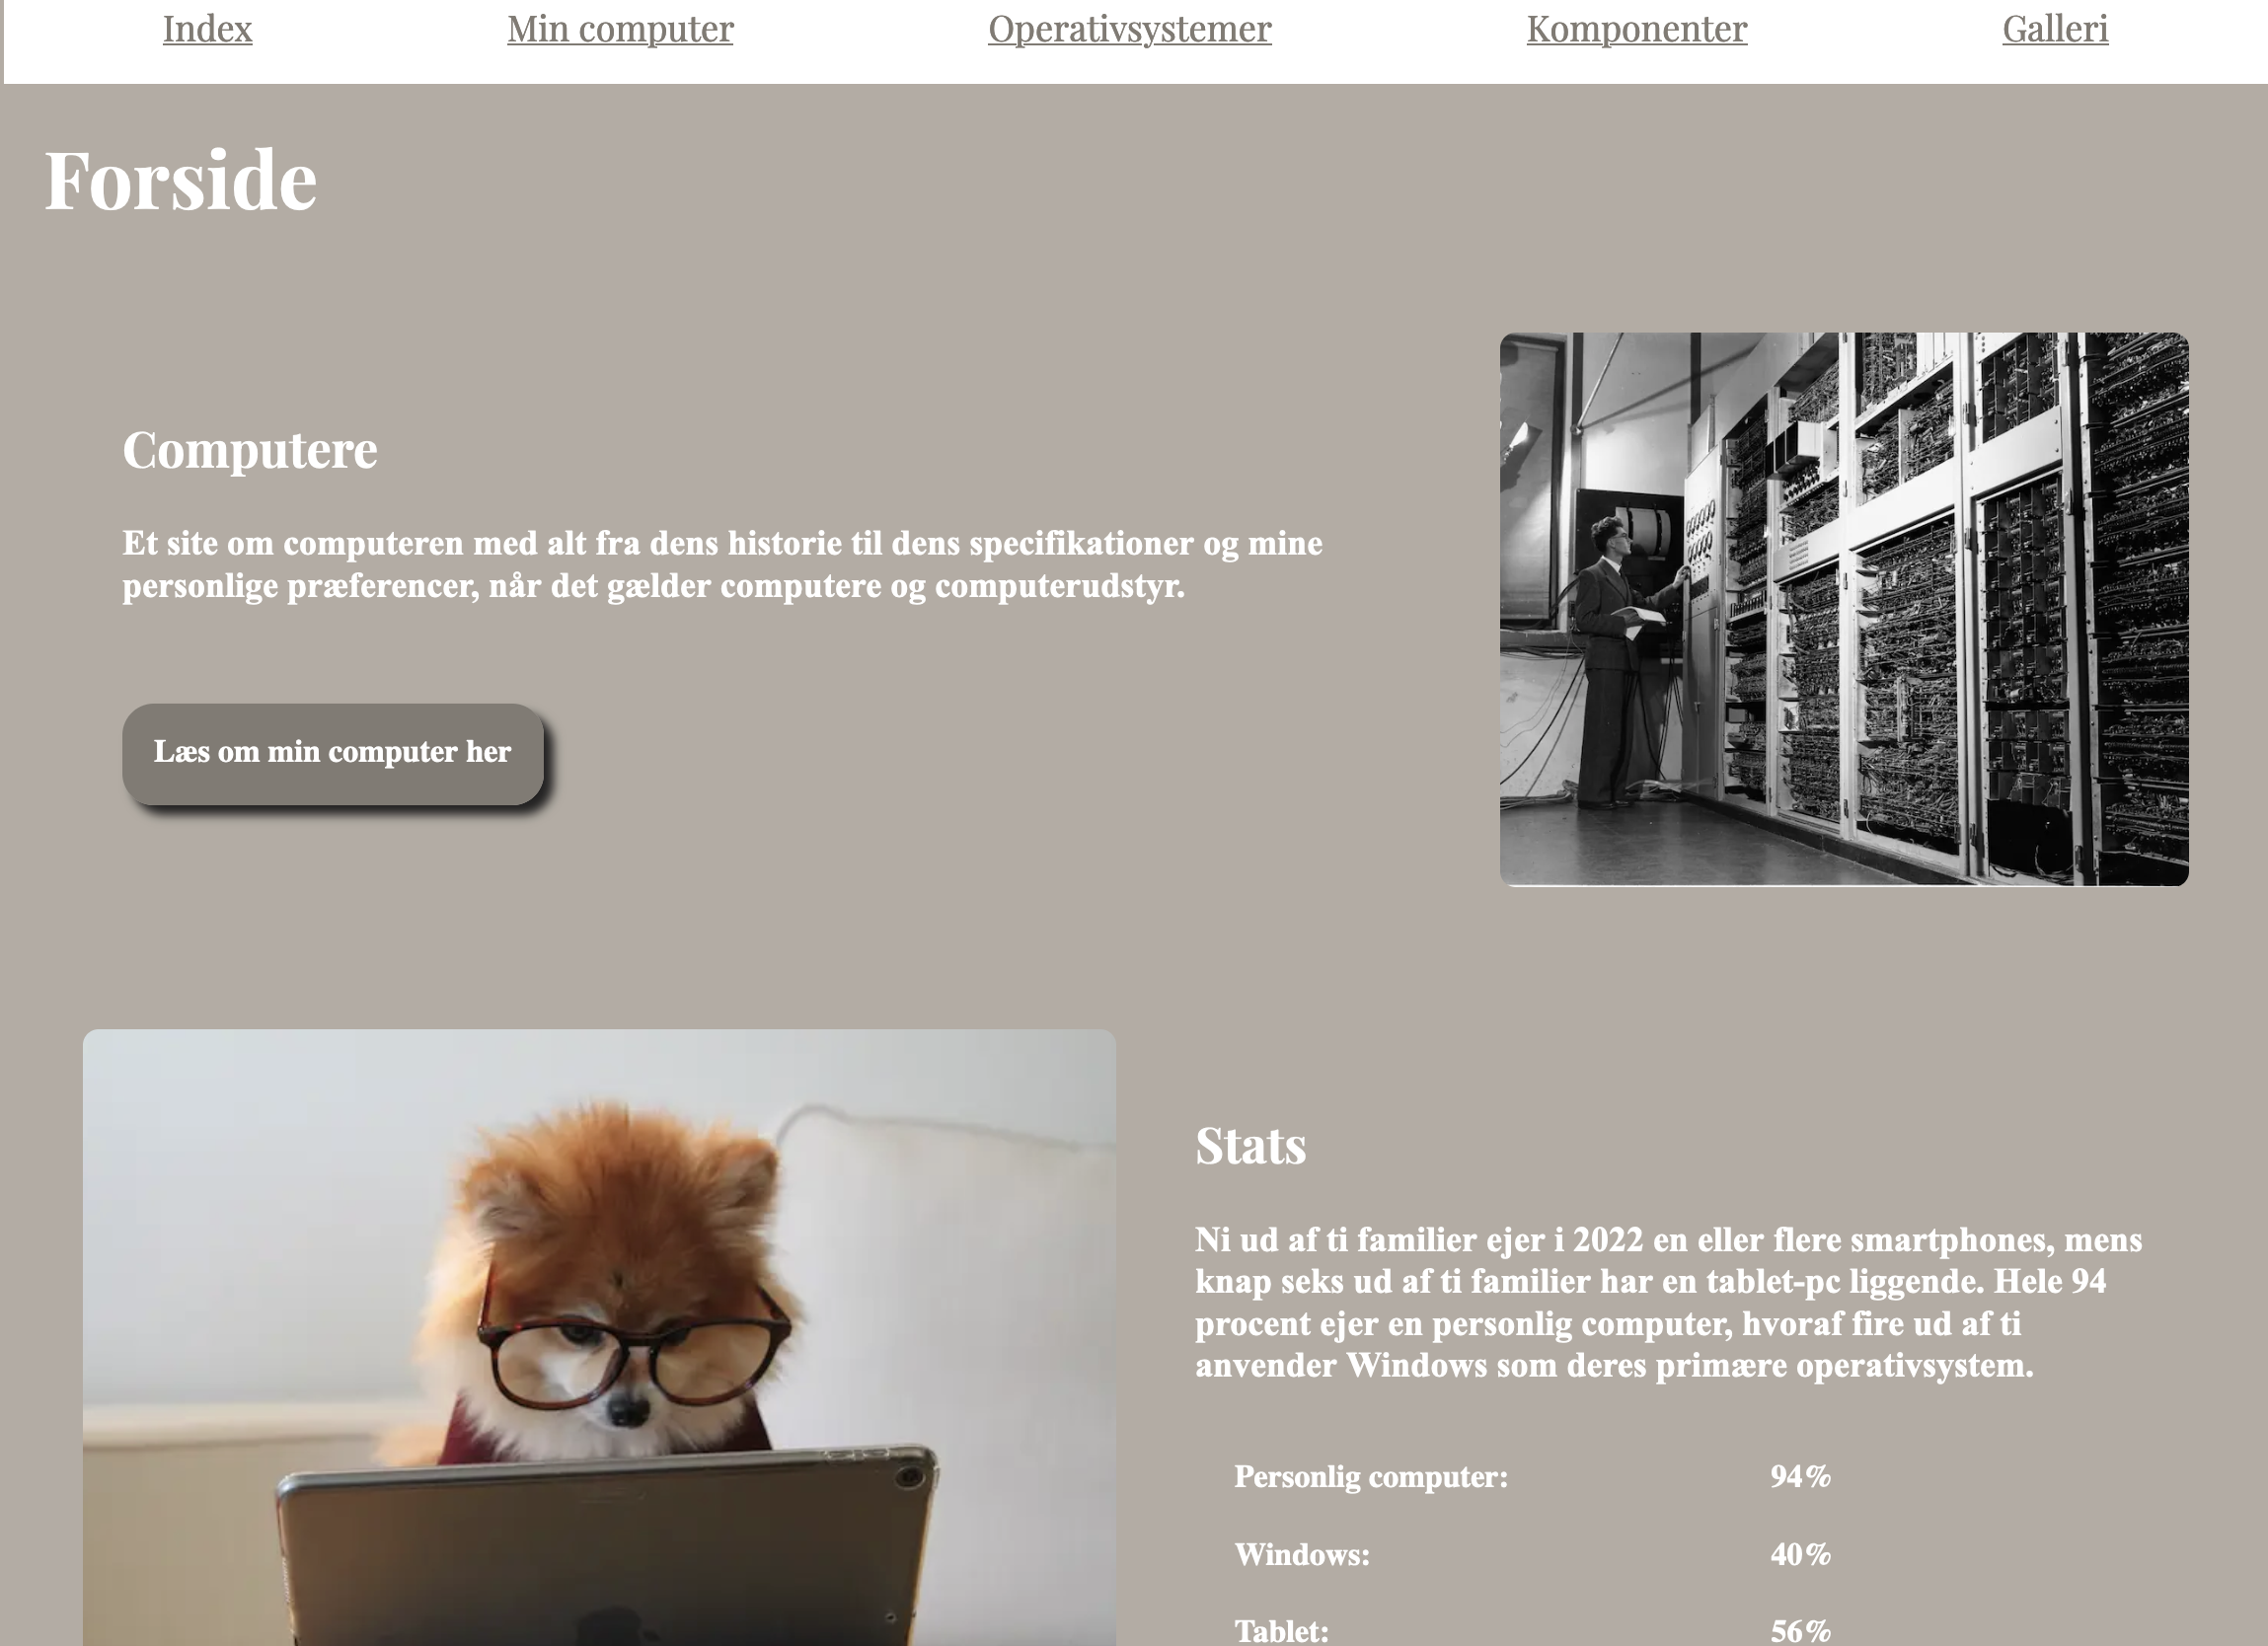 Index Min computer Operativsystemer Komponenter Galleri
Forside
Computere
Et site om computeren med alt fra dens historie til dens specifikationer og mine
personlige præferencer, når det gælder computere og computerudstyr.
Læs om min computer her
Stats
Ni ud af ti familier ejer i 2022 en eller flere smartphones, mens
knap seks ud af ti familier har en tablet-pc liggende. Hele 94
procent ejer en personlig computer, hvoraf fire ud af ti
anvender Windows som deres primære operativsystem.
Personlig computer: 94%
Windows: 40%
Tablet: 56%